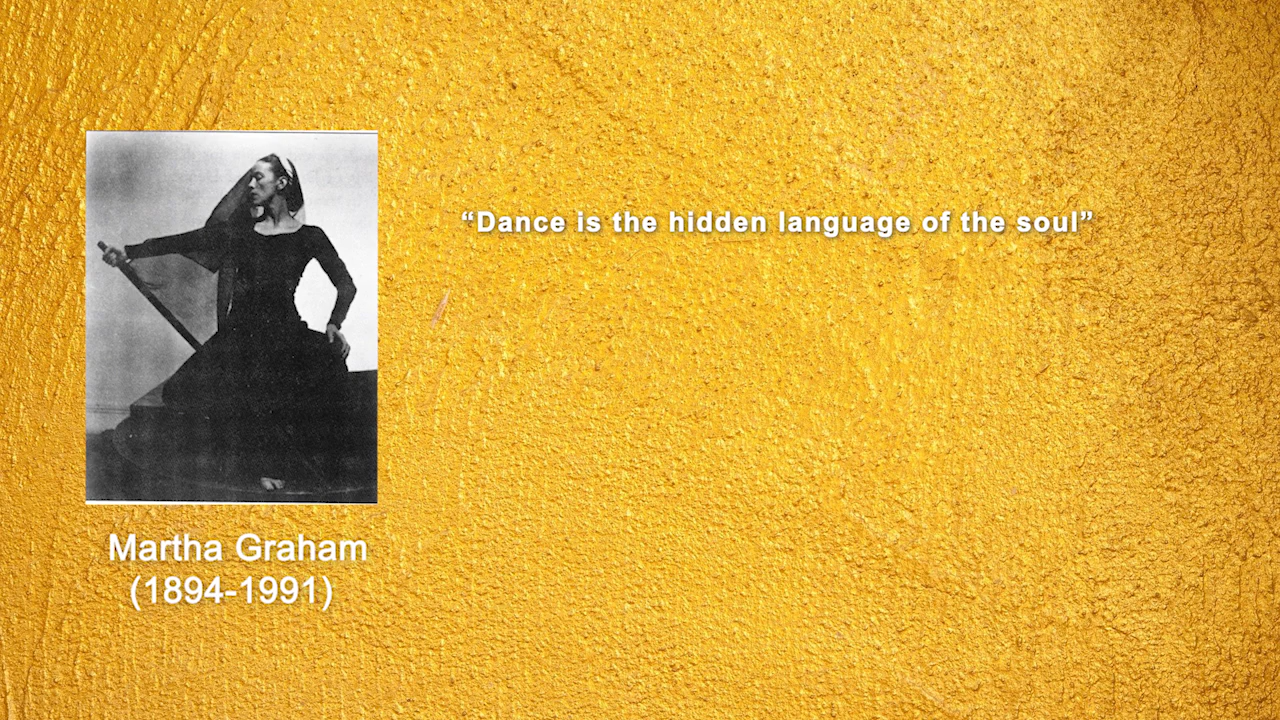 “Dance is the hidden language of the soul”
Martha Graham
(1894-1991)